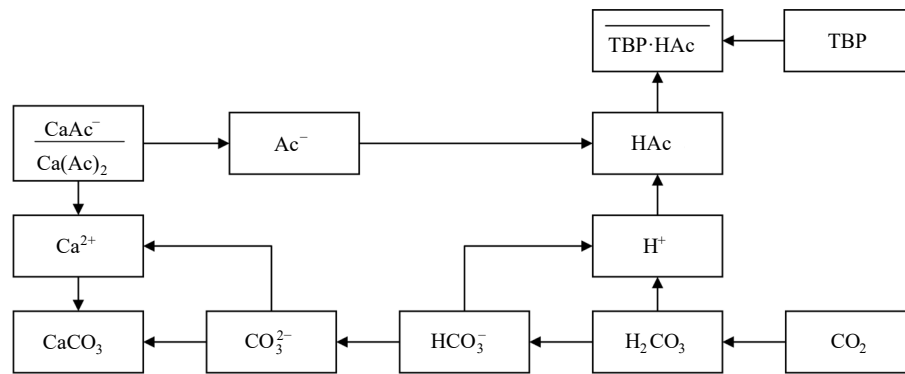 TBP·HAc
TBP
CaAc⁻
Ca(Ac)₂
Ac⁻
HAc
Ca²⁺
H⁺
CaCO₃
CO₃²⁻
HCO₃⁻
H₂CO₃
CO₂